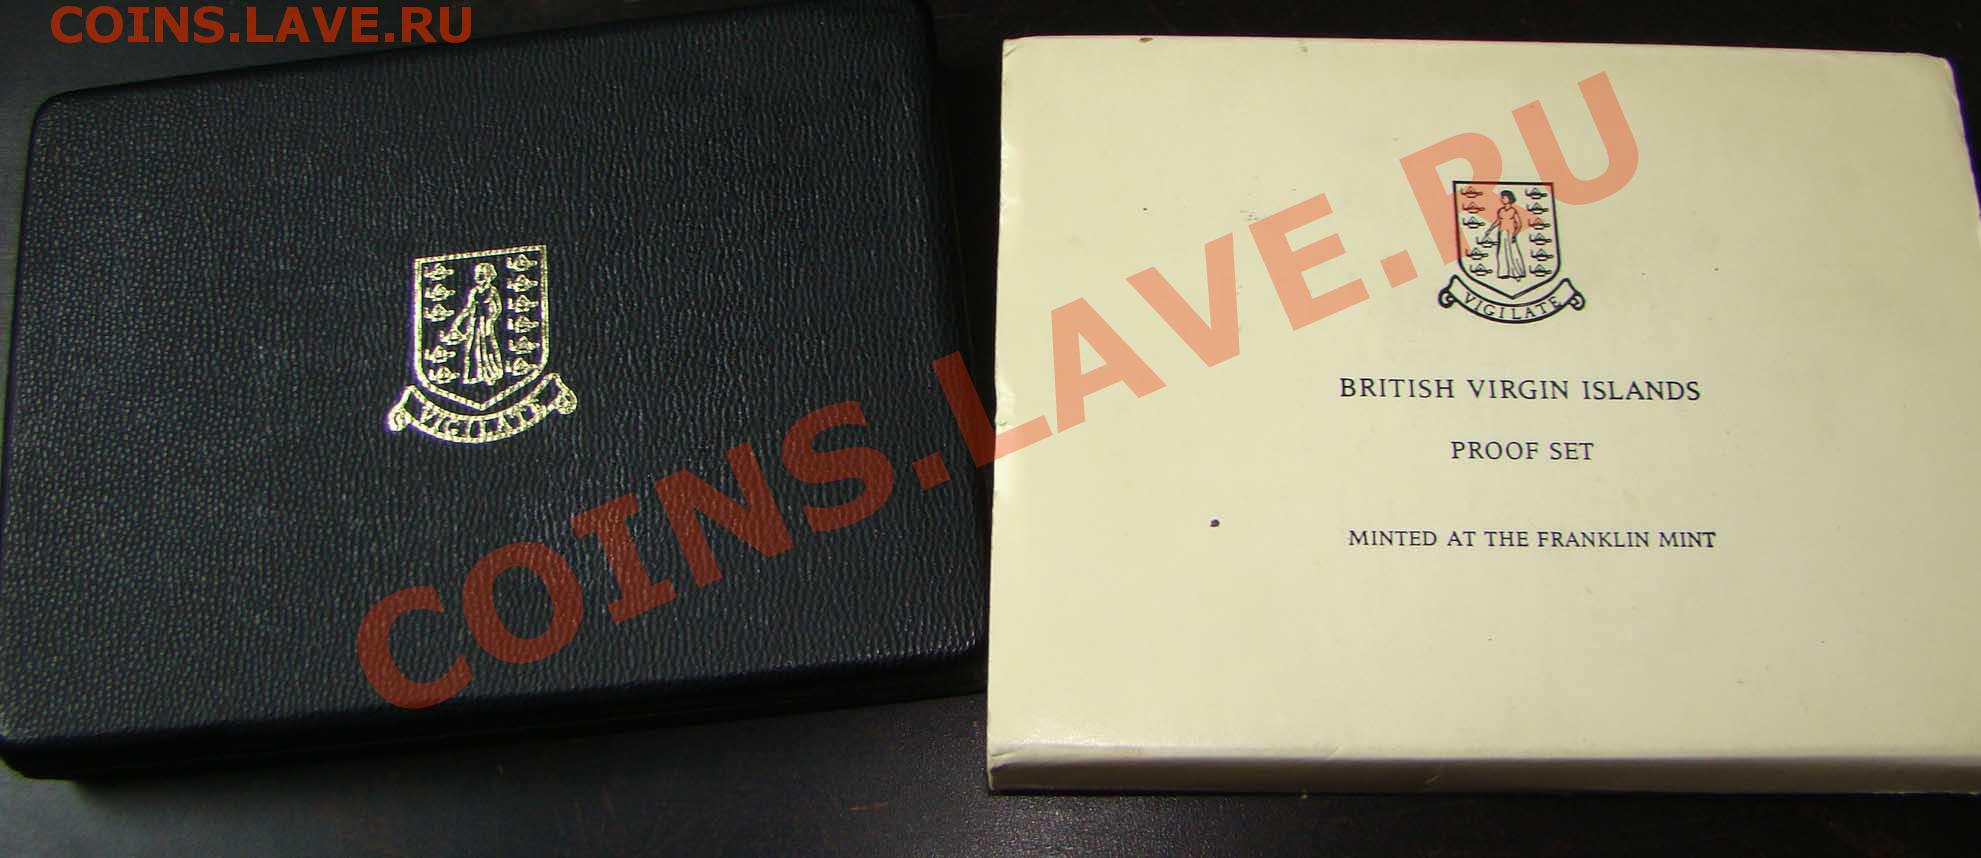 COINS.LAVE.RU
VIGILATE
VIGILATE
BRITISH VIRGIN ISLANDS
PROOF SET
MINTED AT THE FRANKLIN MINT
COINS.LAVE.RU